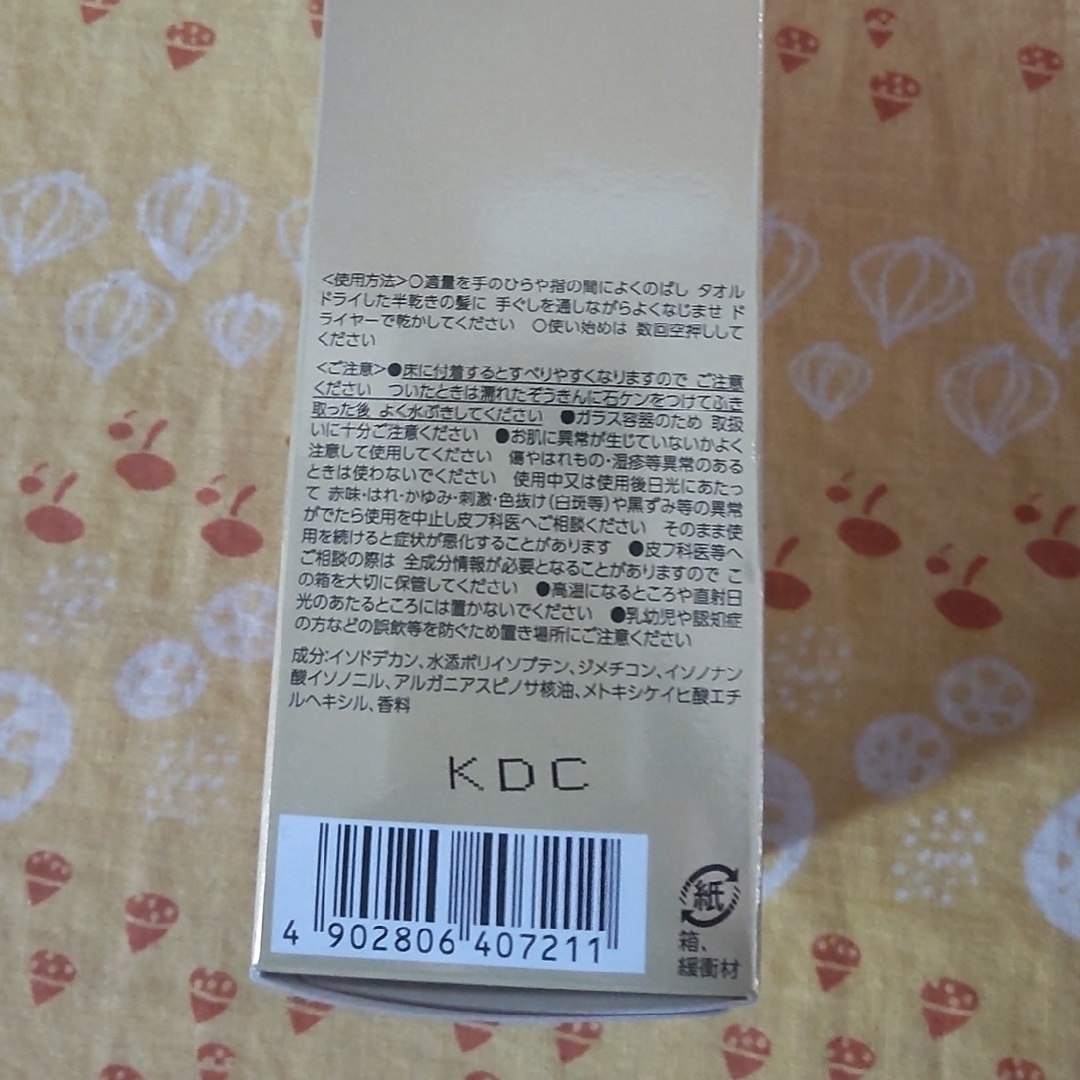 <使用方法>○適量を手のひらや指の間によくのばし タオル
ドライした半乾きの髪に 手ぐしを通しながらよくなじませ ド
ライヤーで乾かしてください ○使い始めは 数回空押しして
ください
<ご注意>●床に付着するとすべりやすくなりますので ご注意
ください ついたときは濡れたぞうきんに石ケンをつけてふき
取った後 よく水ぶきしてください ●ガラス容器のため 取扱
いに十分ご注意ください ●お肌に異常が生じていないかよく
注意して使用してください 傷やはれもの・湿疹等異常のある
ときは使わないでください 使用中又は使用後日光にあたっ
て 赤味・はれ・かゆみ・刺激・色抜け(白斑等)や黒ずみ等の異常
がでたら使用を中止し皮フ科医へご相談ください そのまま使
用を続けると症状が悪化することがあります ●皮フ科医等へ
ご相談の際は 全成分情報が必要となることがありますので こ
の箱を大切に保管してください ●高温になるところや直射日
光のあたるところには置かないでください ●乳幼児や認知症
の方などの誤飲等を防ぐため置き場所にご注意ください
成分:イソドデカン、水添ポリイソブテン、ジメチコン、イソノナン
酸イソノニル、アルガニアスピノサ核油、メトキシケイヒ酸エチ
ルヘキシル、香料
KDC
4 902806 407211
紙
箱、
緩衝材